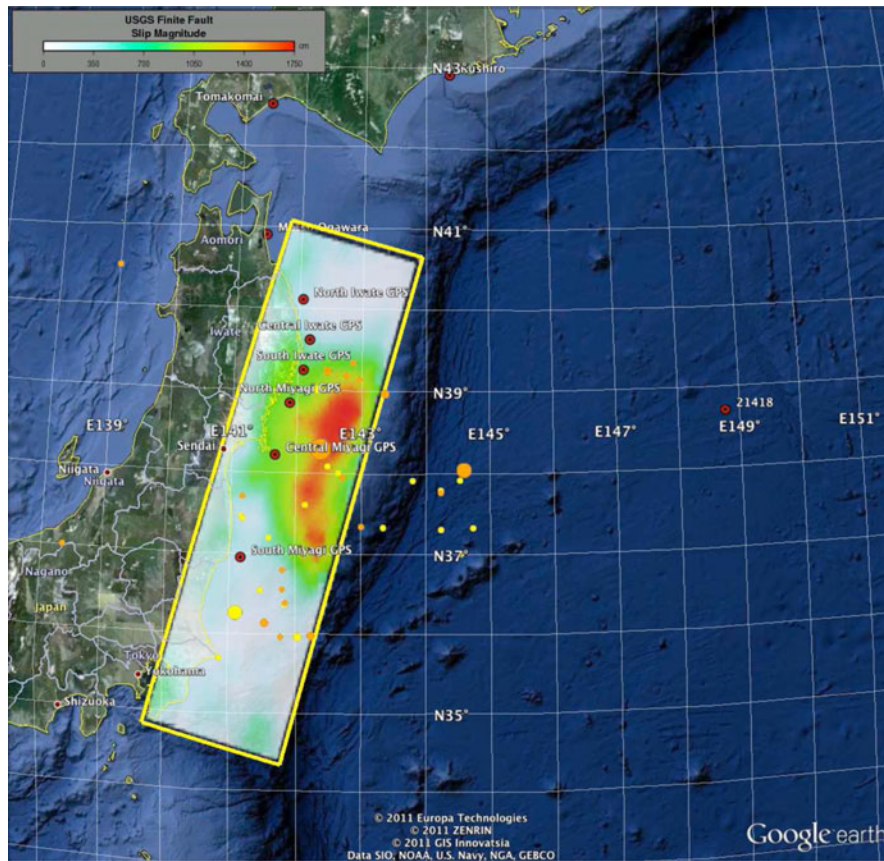 USGS Finite Fault
Slip Magnitude
cm
0 350 700 1050 1400 1750
N43°
Kushiro
Tomakomai
N41°
Aomori
North Iwate GPS
Central Iwate GPS
Iwate
South Iwate GPS
North Miyagi GPS
N39°
21418
E139°
E141°
E143°
E145°
E147°
E149°
E151°
Sendai
Central Miyagi GPS
Niigata
Niigata
South Miyagi GPS
N37°
Nagano
Japan
Tokyo
Yokohama
Shizuoka
N35°
© 2011 Europa Technologies
© 2011 ZENRIN
© 2011 GIS Innovatsia
Data SIO, NOAA, U.S. Navy, NGA, GEBCO
Google earth